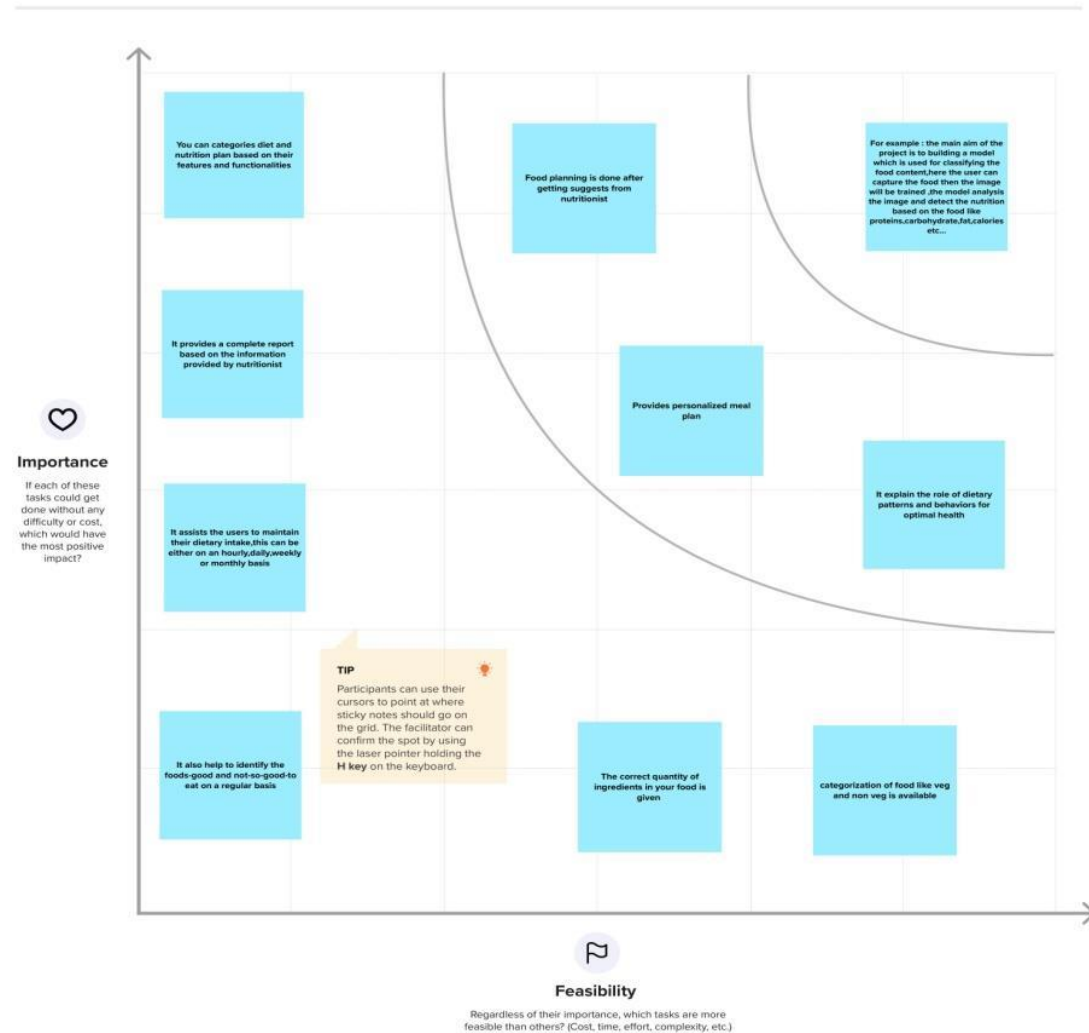 You can categories diet and
nutrition plan based on their
features and functionalities
Food planning is done after
getting suggests from
nutritionist
For example : the main aim of the
project is to building a model
which is used for classifying the
food content,here the user can
capture the food then the image
will be trained ,the model analysis
the image and detect the nutrition
based on the food like
proteins,carbohydrate,fat,calories
etc...
It provides a complete report
based on the information
provided by nutritionist
Provides personalized meal
plan
Importance
If each of these
tasks could get
done without any
difficulty or cost,
which would have
the most positive
impact?
It explain the role of dietary
patterns and behaviors for
optimal health
It assists the users to maintain
their dietary intake,this can be
either on an hourly,daily,weekly
or monthly basis
TIP
Participants can use their
cursors to point at where
sticky notes should go on
the grid. The facilitator can
confirm the spot by using
the laser pointer holding the
H key on the keyboard.
It also help to identify the
foods-good and not-so-good-to
eat on a regular basis
The correct quantity of
ingredients in your food is
given
categorization of food like veg
and non veg is available
Feasibility
Regardless of their importance, which tasks are more
feasible than others? (Cost, time, effort, complexity, etc.)